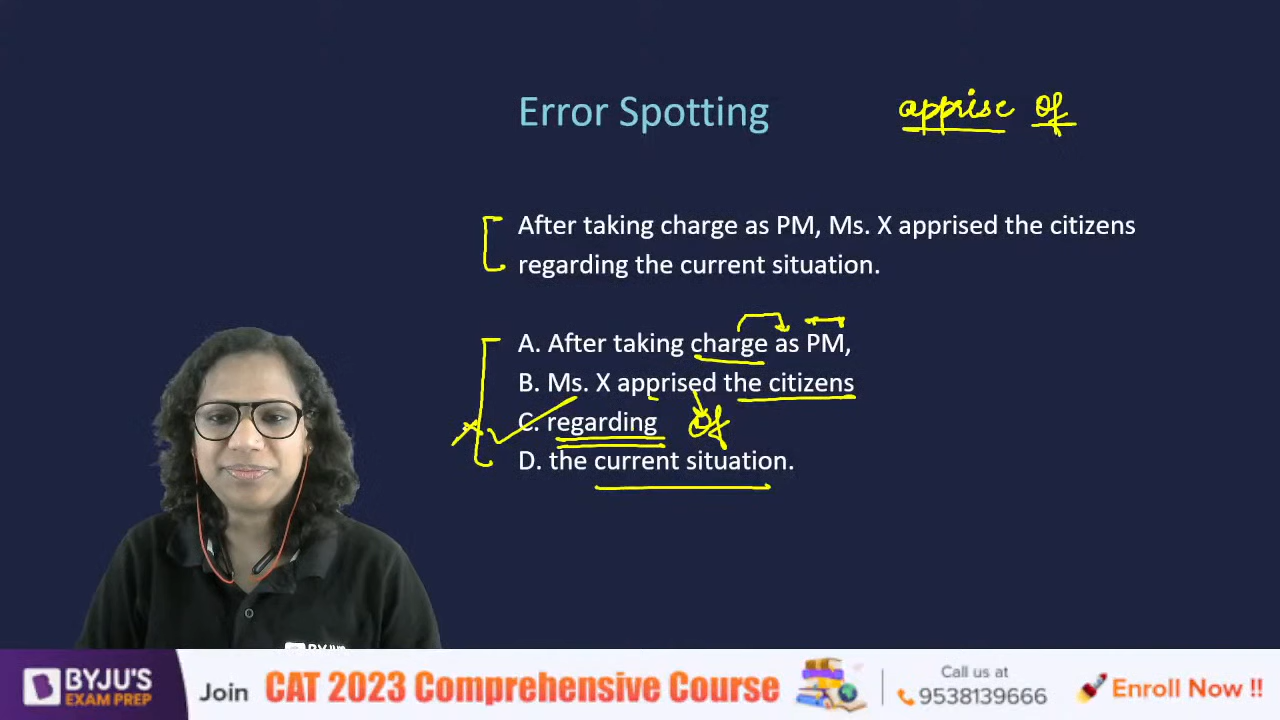 Error Spotting
apprise of
After taking charge as PM, Ms. X apprised the citizens
regarding the current situation.
A. After taking charge as PM,
B. Ms. X apprised the citizens
C. regarding of
D. the current situation.
BYJU'S
BYJU'S
EXAM PREP
Join CAT 2023 Comprehensive Course
Call us at
9538139666
Enroll Now !!